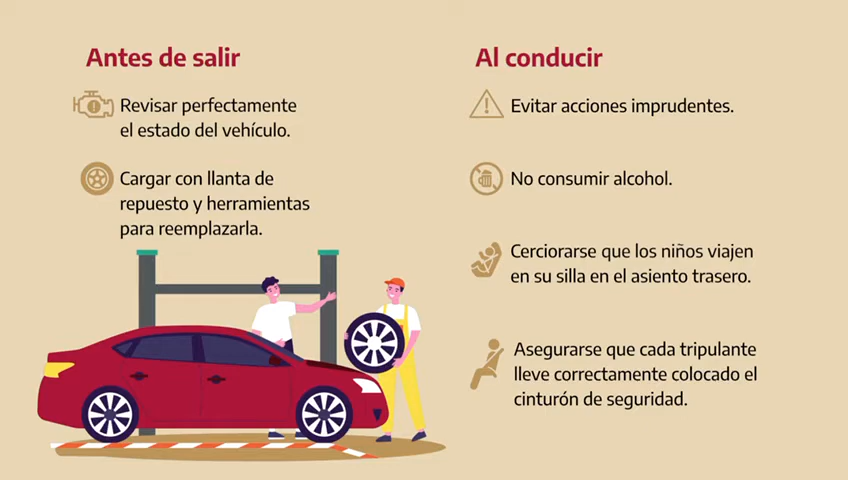 Antes de salir
Revisar perfectamente
el estado del vehículo.
Cargar con llanta de
repuesto y herramientas
para reemplazarla.
Al conducir
Evitar acciones imprudentes.
No consumir alcohol.
Cerciorarse que los niños viajen
en su silla en el asiento trasero.
Asegurarse que cada tripulante
lleve correctamente colocado el
cinturón de seguridad.